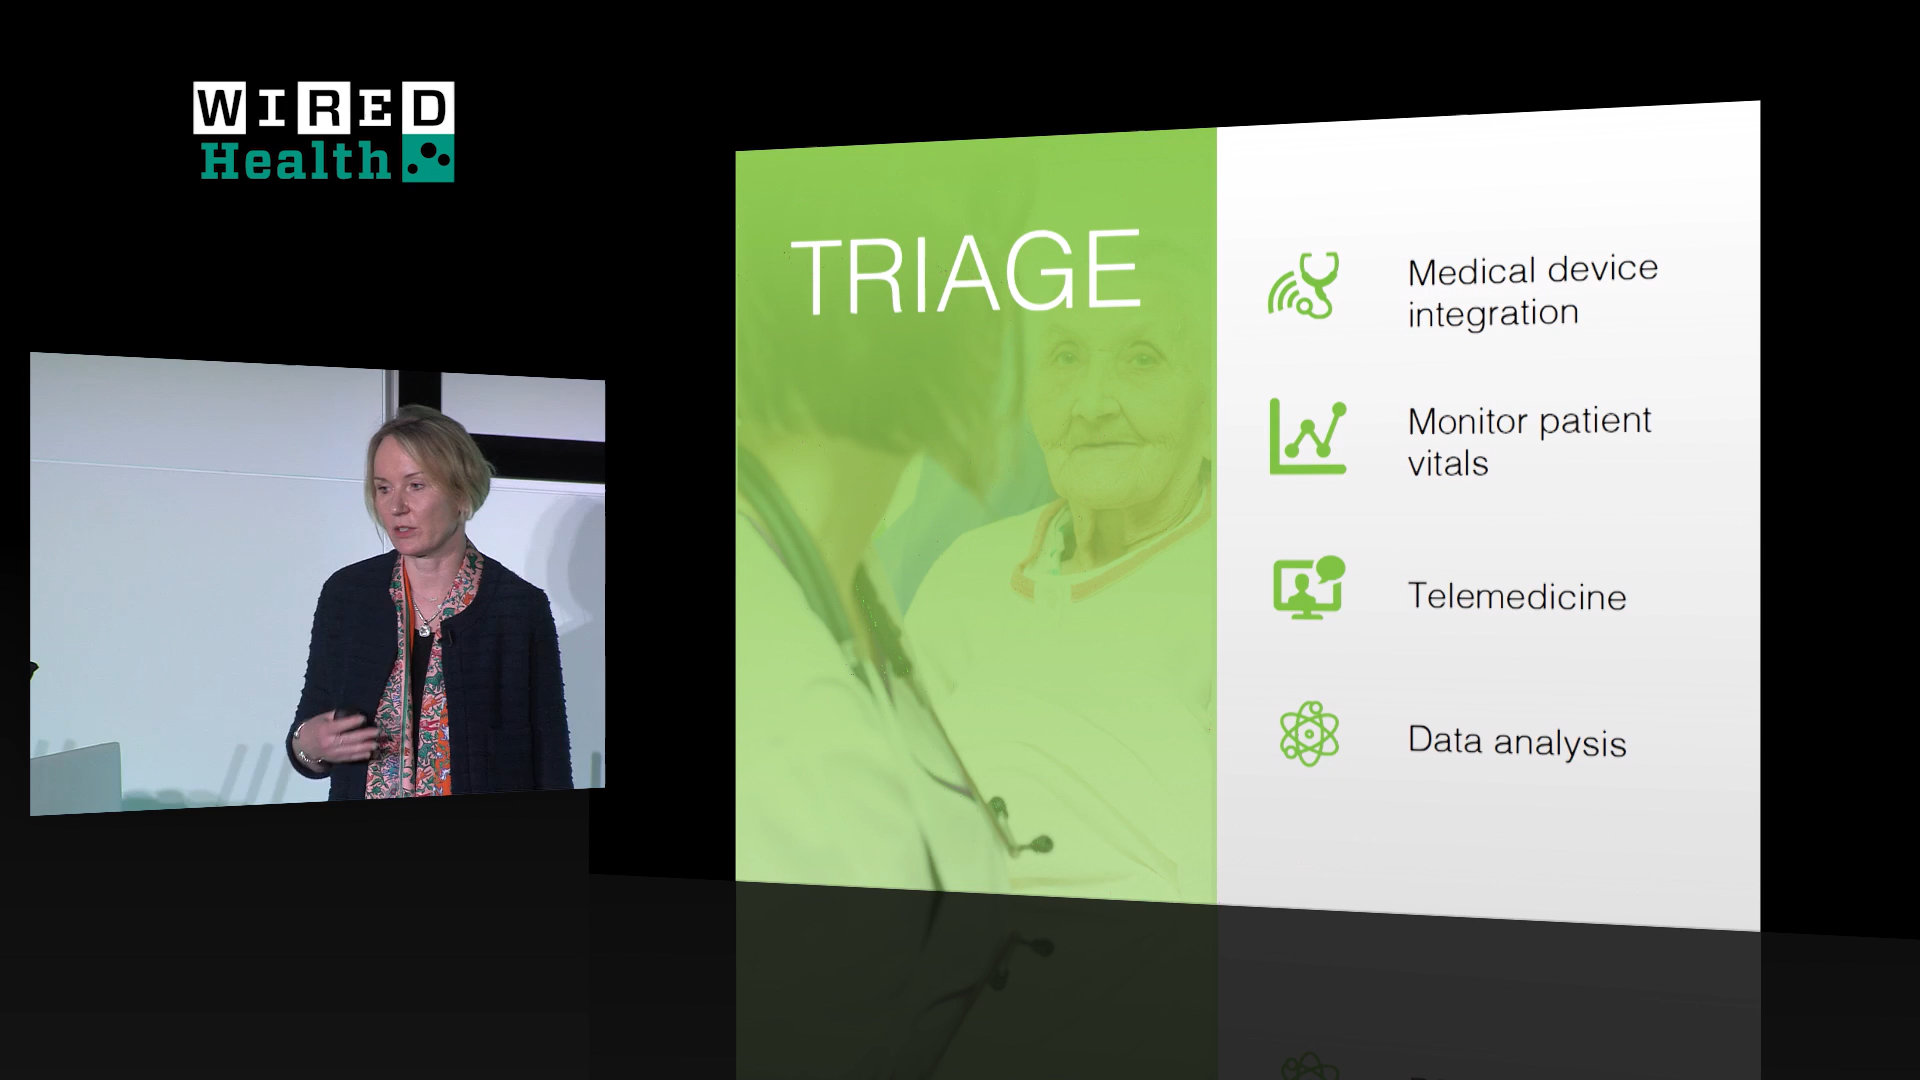 WIRED
Health
TRIAGE
Medical device
integration
Monitor patient
vitals
Telemedicine
Data analysis